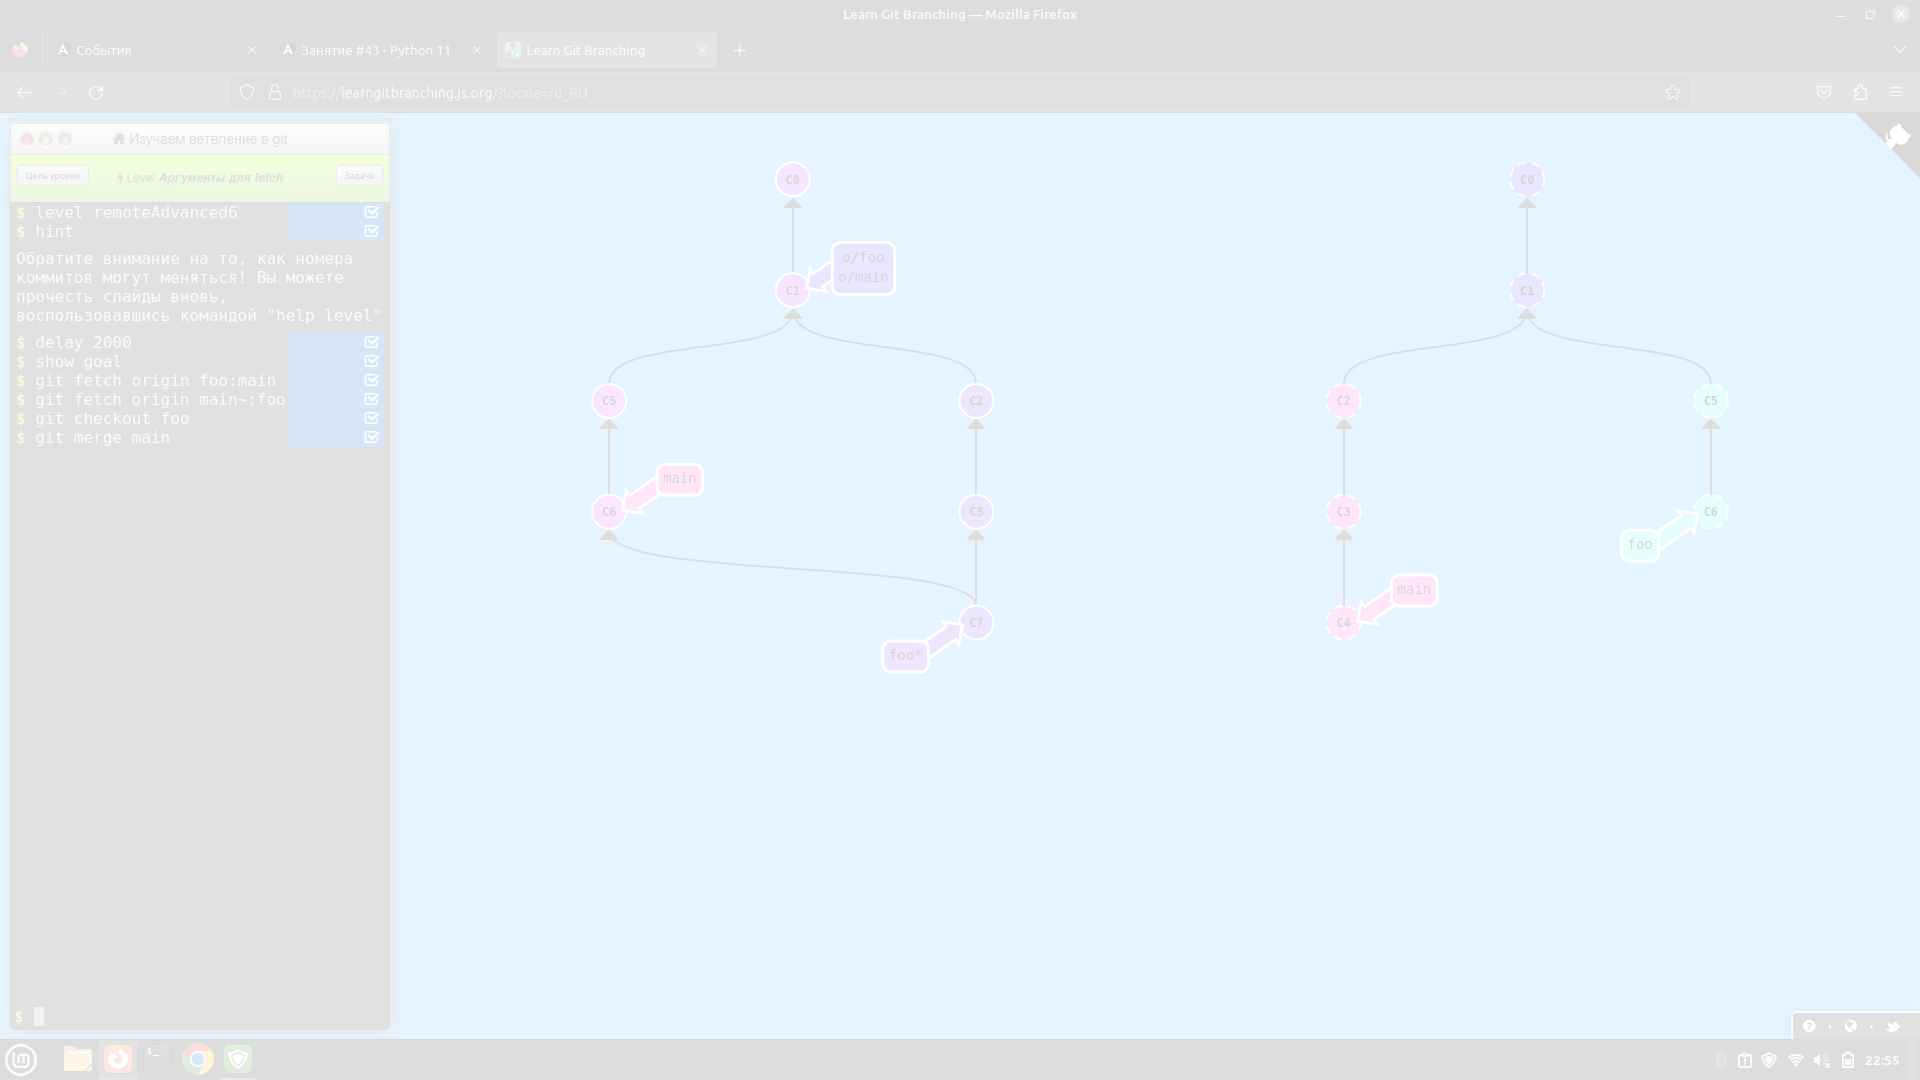 Learn Git Branching — Mozilla Firefox
События
Занятие #43 - Python 11
Learn Git Branching
https://learngitbranching.js.org/?locale=ru_RU
Изучаем ветвление в git
Цель уровня
Level Аргументы для fetch
Задача
$ level remoteAdvanced6
$ hint
Обратите внимание на то, как номера
коммитов могут меняться! Вы можете
прочесть слайды вновь,
воспользовавшись командой "help level"
$ delay 2000
$ show goal
$ git fetch origin foo:main
$ git fetch origin main~:foo
$ git checkout foo
$ git merge main
$
C0
o/foo
o/main
C1
C5
C2
main
C6
C3
C7
foo*
C0
C1
C2
C5
C3
C6
foo
main
C4
22:55